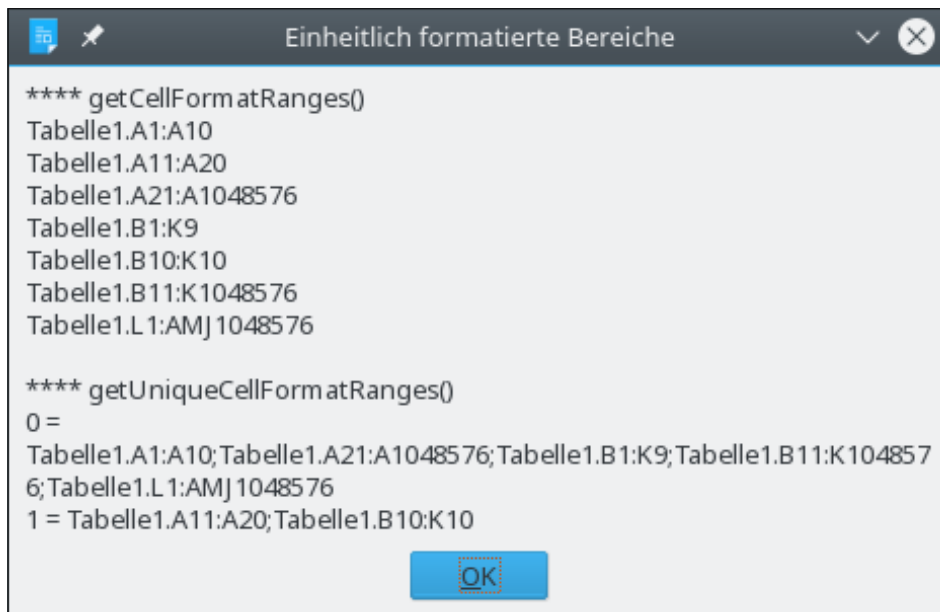 Einheitlich formatierte Bereiche
**** getCellFormatRanges()
Tabelle1.A1:A10
Tabelle1.A11:A20
Tabelle1.A21:A1048576
Tabelle1.B1:K9
Tabelle1.B10:K10
Tabelle1.B11:K1048576
Tabelle1.L1:AMJ1048576
**** getUniqueCellFormatRanges()
0 =
Tabelle1.A1:A10;Tabelle1.A21:A1048576;Tabelle1.B1:K9;Tabelle1.B11:K104857
6;Tabelle1.L1:AMJ1048576
1 = Tabelle1.A11:A20;Tabelle1.B10:K10
OK